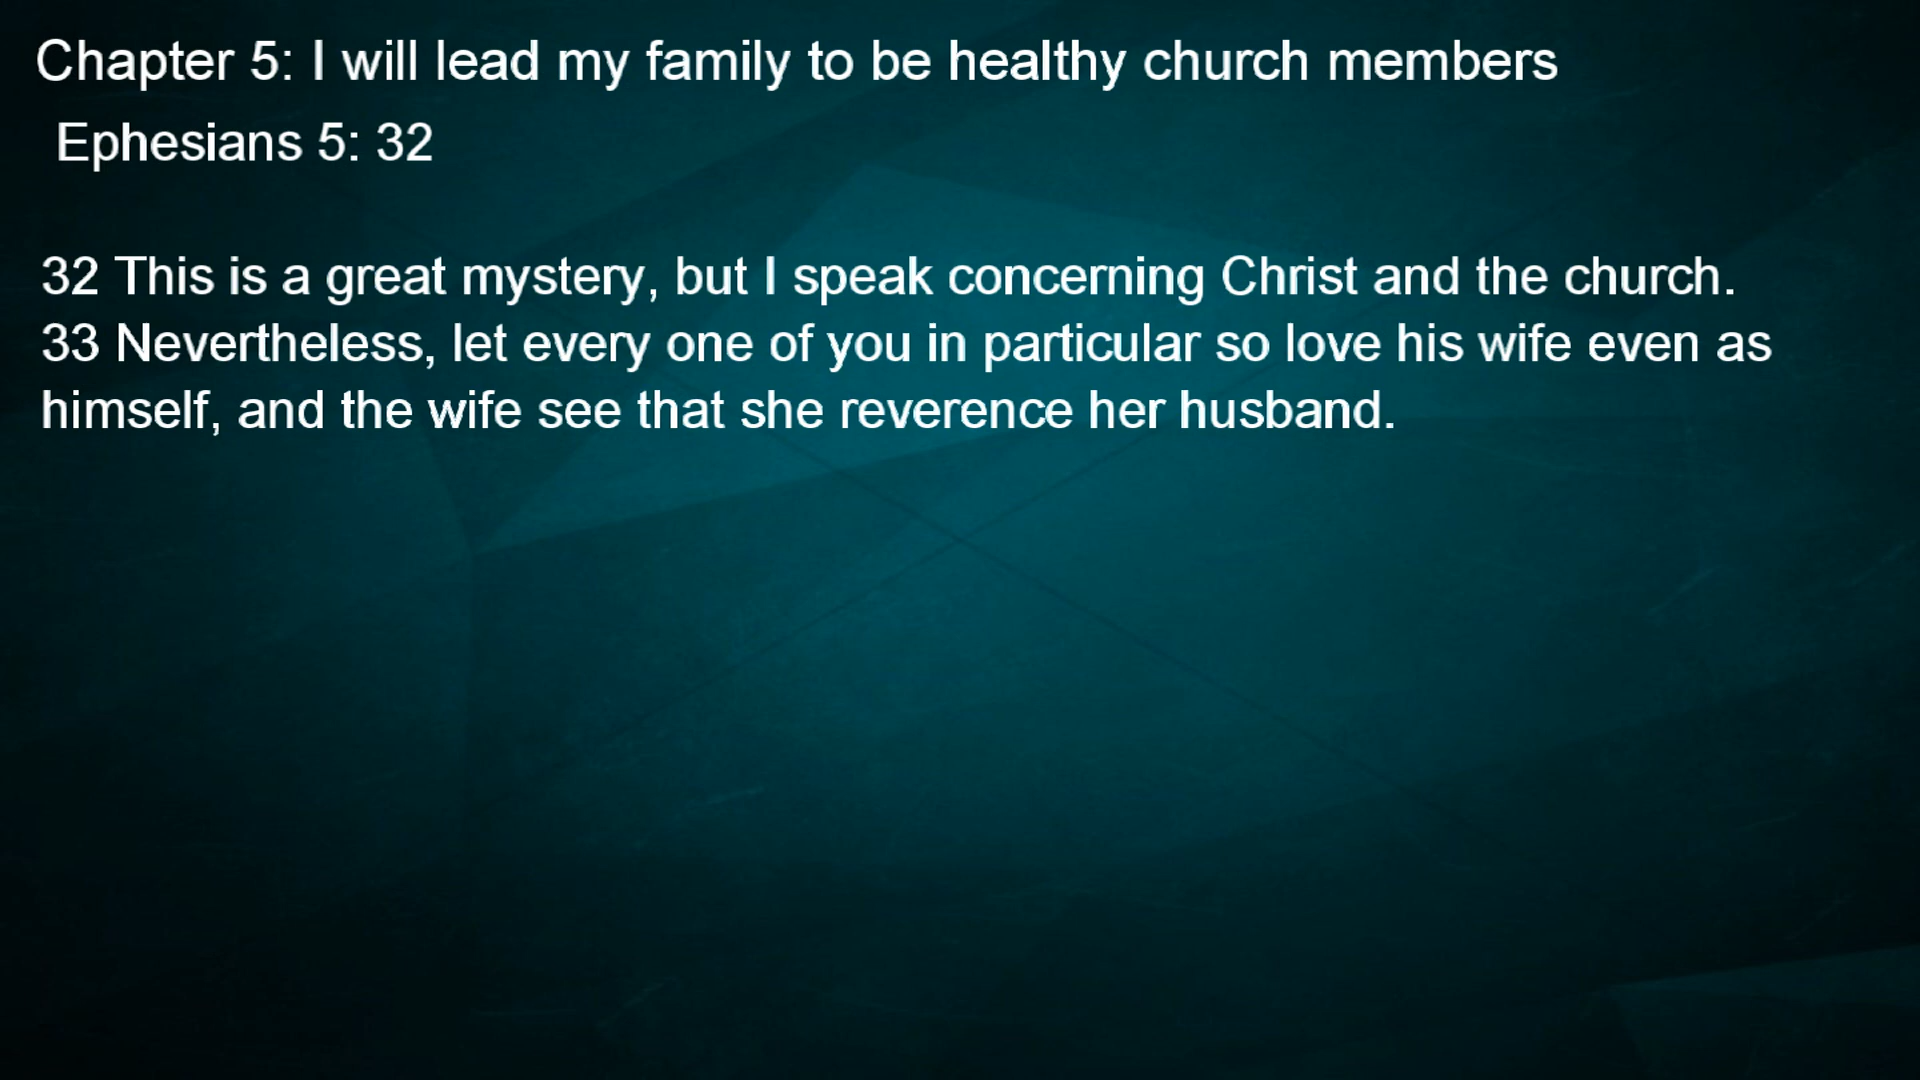 Chapter 5: I will lead my family to be healthy church members
Ephesians 5: 32
32 This is a great mystery, but I speak concerning Christ and the church.
33 Nevertheless, let every one of you in particular so love his wife even as
himself, and the wife see that she reverence her husband.